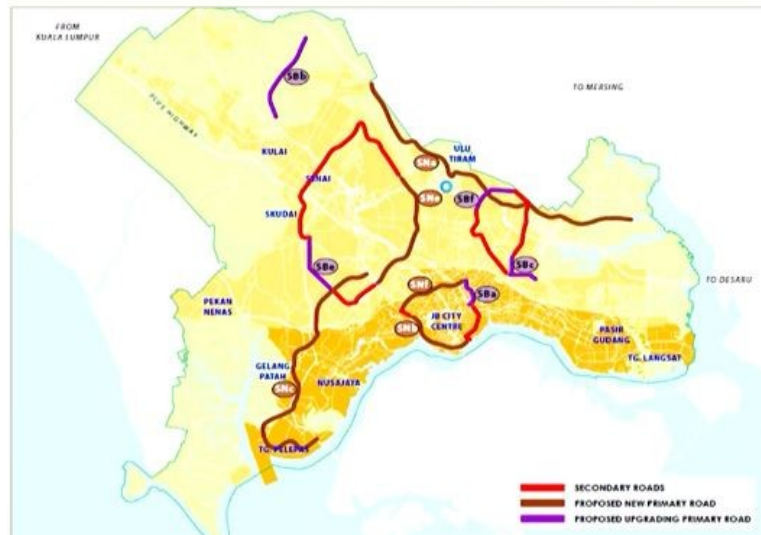 FROM
KUALA LUMPUR
SBb
TO MERSING
PLUS HIGHWAY
ULU
TIRAM
KULAI
SENAI
SKUDAI
SBf
SBe
SBc
TO DESARU
PEKAN
NENAS
SNf
SBa
JB CITY
CENTRE
SNb
PASIR
GUDANG
TG. LANGSAT
GELANG
PATAH
NUSAJAYA
SNc
TG. PELEPAS
SECONDARY ROADS
PROPOSED NEW PRIMARY ROAD
PROPOSED UPGRADING PRIMARY ROAD